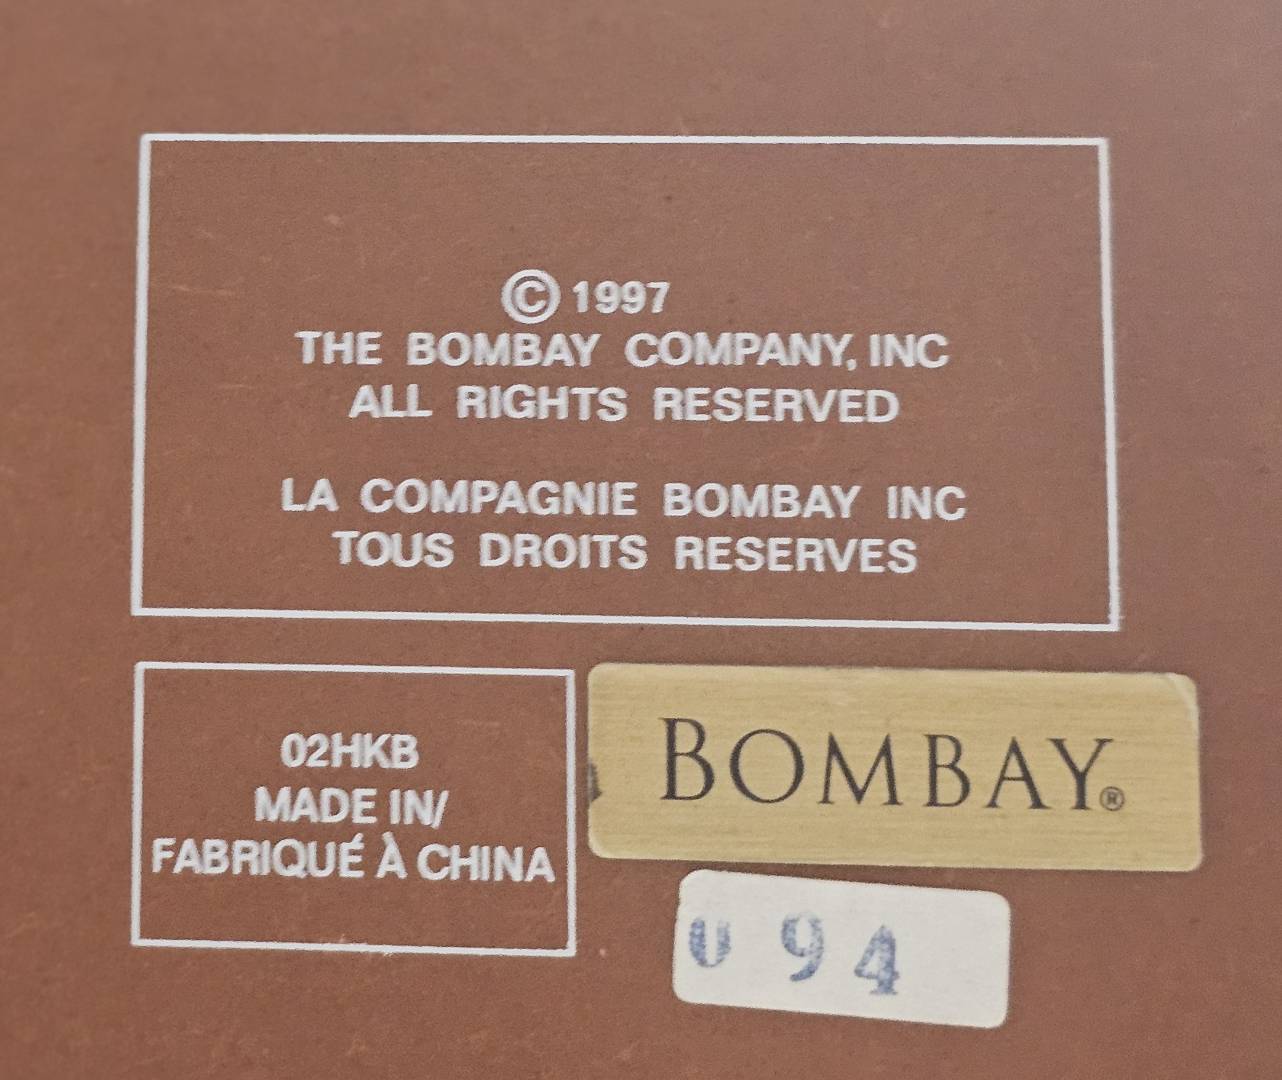 © 1997
THE BOMBAY COMPANY, INC
ALL RIGHTS RESERVED
LA COMPAGNIE BOMBAY INC
TOUS DROITS RESERVES
02HKB
MADE IN/
FABRIQUÉ À CHINA
BOMBAY®
094